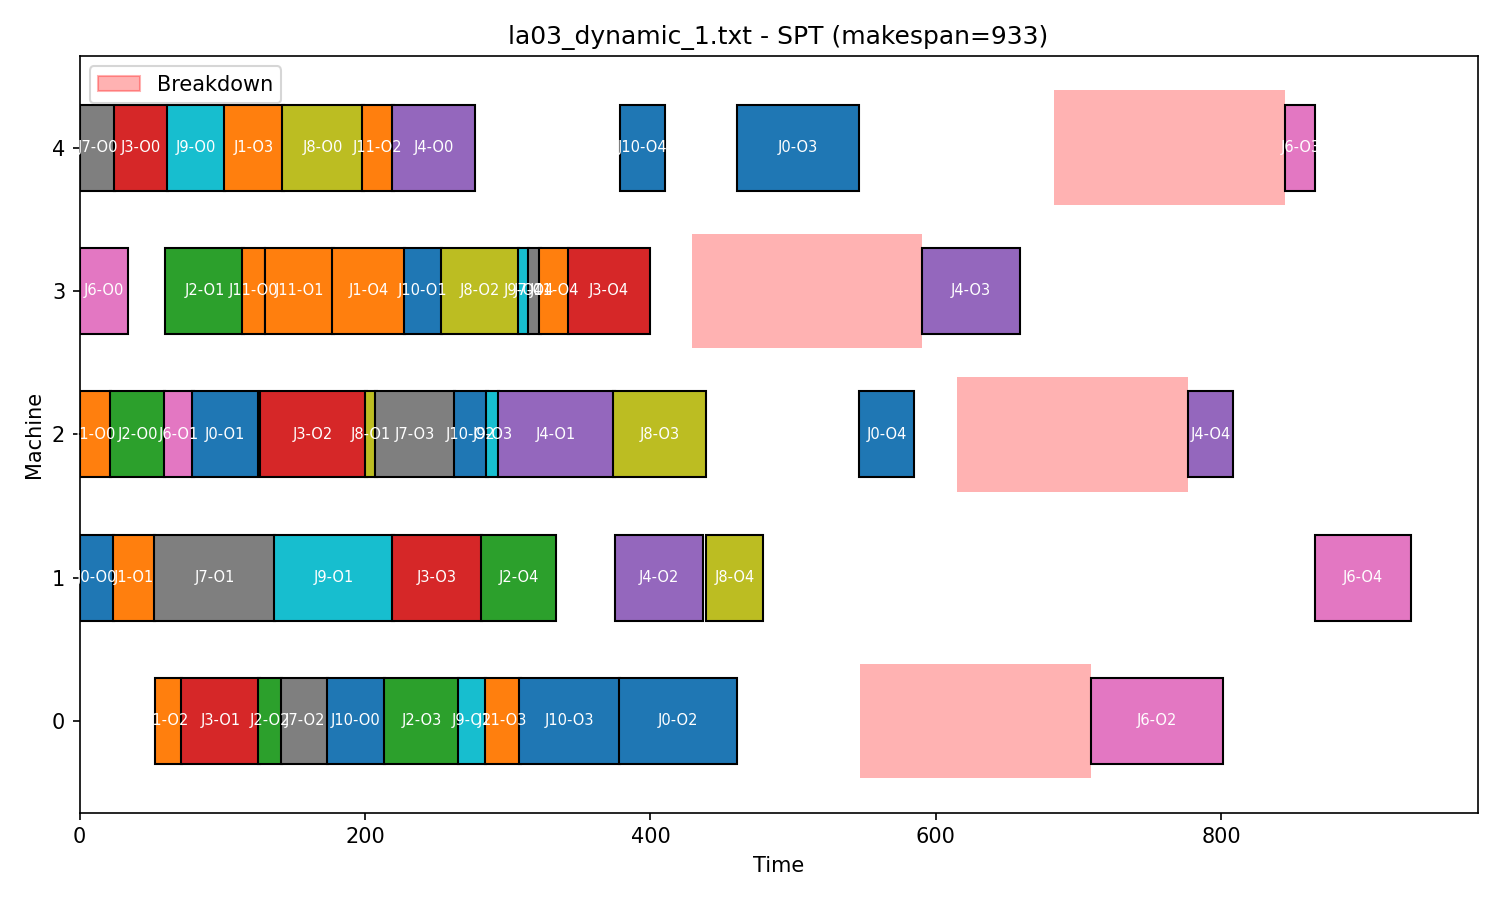 la03_dynamic_1.txt - SPT (makespan=933)
Breakdown
4
J7-O0 J3-O0 J9-O0 J1-O3 J8-O0 J11-O2 J4-O0 J10-O4 J0-O3 J6-O3
3
J6-O0 J2-O1 J11-O0 J11-O1 J1-O4 J10-O1 J8-O2 J3-O4 J4-O3
2
J2-O0 J6-O1 J0-O1 J3-O2 J8-O1 J7-O3 J4-O1 J8-O3 J0-O4 J4-O4
1
J0-O0 J1-O1 J7-O1 J9-O1 J3-O3 J2-O4 J4-O2 J8-O4 J6-O4
0
J3-O1 J2-O2 J7-O2 J10-O0 J2-O3 J10-O3 J0-O2 J6-O2
Machine
0 200 400 600 800
Time